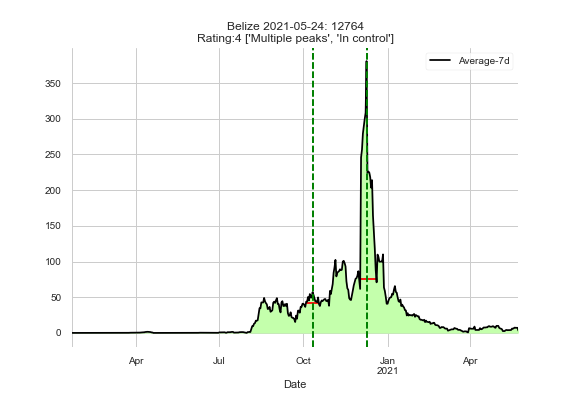 Belize 2021-05-24: 12764
Rating:4 ['Multiple peaks', 'In control']
Average-7d
350
300
250
200
150
100
50
0
Apr
Jul
Oct
Jan
2021
Apr
Date